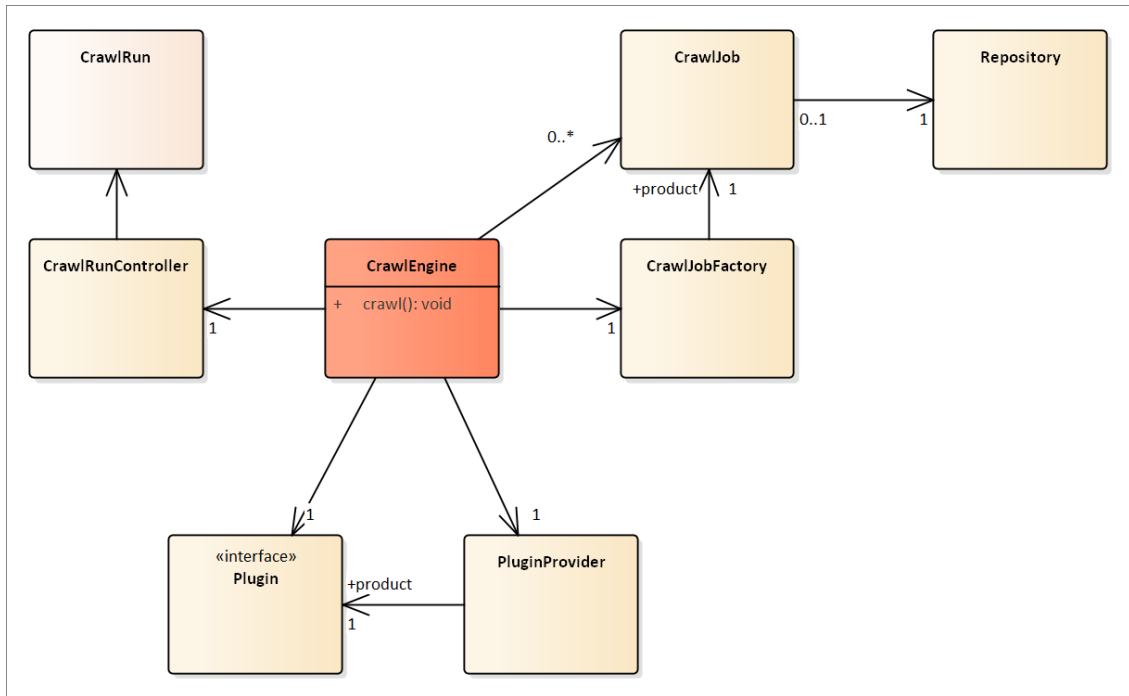 CrawlRun
CrawlJob
Repository
0..1
1
0..*
+product
1
CrawlRunController
CrawlEngine
CrawlJobFactory
+ crawl(): void
1
1
1
1
«interface»
Plugin
PluginProvider
+product
1